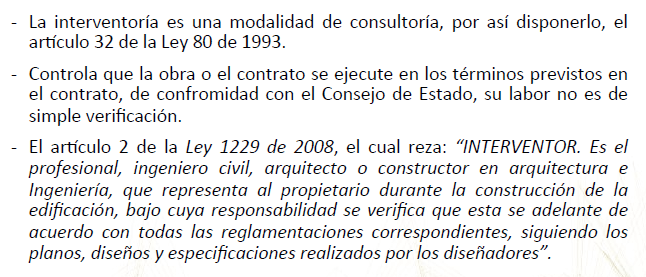 - La interventoría es una modalidad de consultoría, por así disponerlo, el
artículo 32 de la Ley 80 de 1993.
- Controla que la obra o el contrato se ejecute en los términos previstos en
el contrato, de confromidad con el Consejo de Estado, su labor no es de
simple verificación.
- El artículo 2 de la Ley 1229 de 2008, el cual reza: “INTERVENTOR. Es el
profesional, ingeniero civil, arquitecto o constructor en arquitectura e
Ingeniería, que representa al propietario durante la construcción de la
edificación, bajo cuya responsabilidad se verifica que esta se adelante de
acuerdo con todas las reglamentaciones correspondientes, siguiendo los
planos, diseños y especificaciones realizados por los diseñadores”.